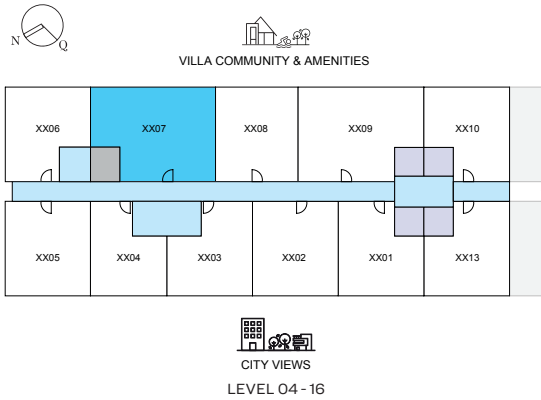 N Q
VILLA COMMUNITY & AMENITIES
XX06 XX07 XX08 XX09 XX10
XX05 XX04 XX03 XX02 XX01 XX13
CITY VIEWS
LEVEL 04 - 16